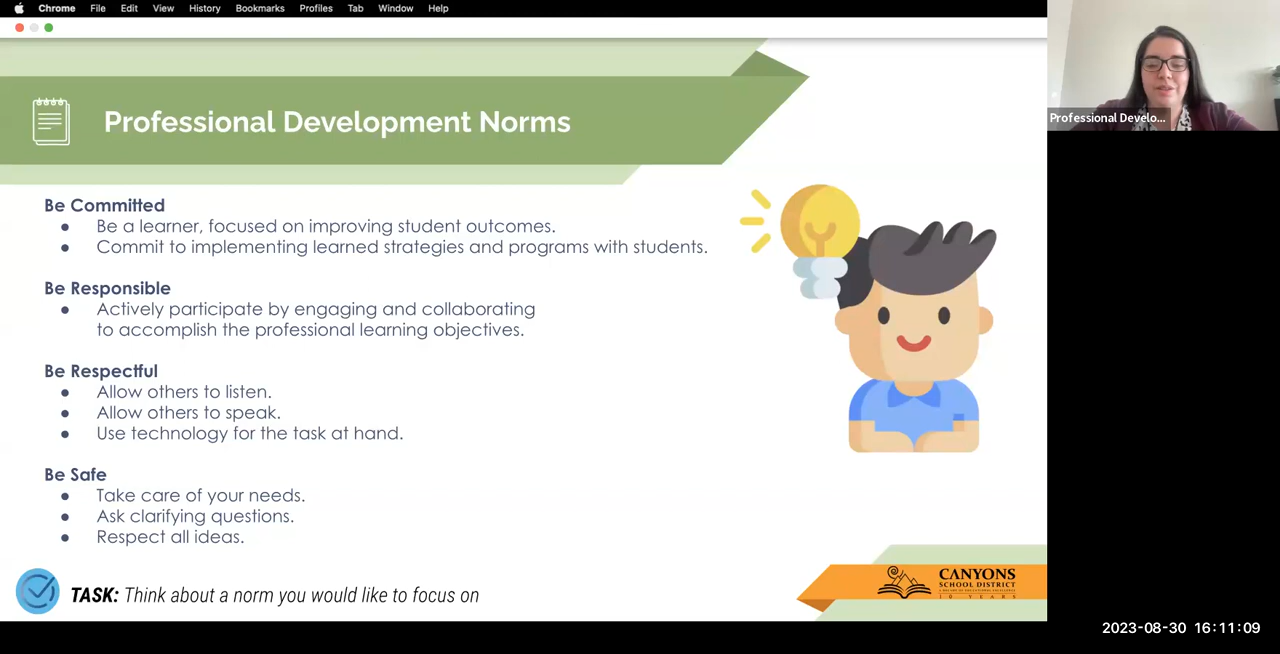 Chrome File Edit View History Bookmarks Profiles Tab Window Help
Professional Development Norms
Professional Develo...
Be Committed
● Be a learner, focused on improving student outcomes.
● Commit to implementing learned strategies and programs with students.
Be Responsible
● Actively participate by engaging and collaborating
to accomplish the professional learning objectives.
Be Respectful
● Allow others to listen.
● Allow others to speak.
● Use technology for the task at hand.
Be Safe
● Take care of your needs.
● Ask clarifying questions.
● Respect all ideas.
TASK: Think about a norm you would like to focus on
CANYONS
SCHOOL DISTRICT
10 YEARS
2023-08-30 16:11:09